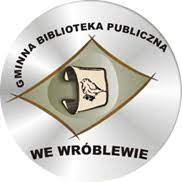 GMINNA BIBLIOTEKA PUBLICZNA
WE WRÓBLEWIE